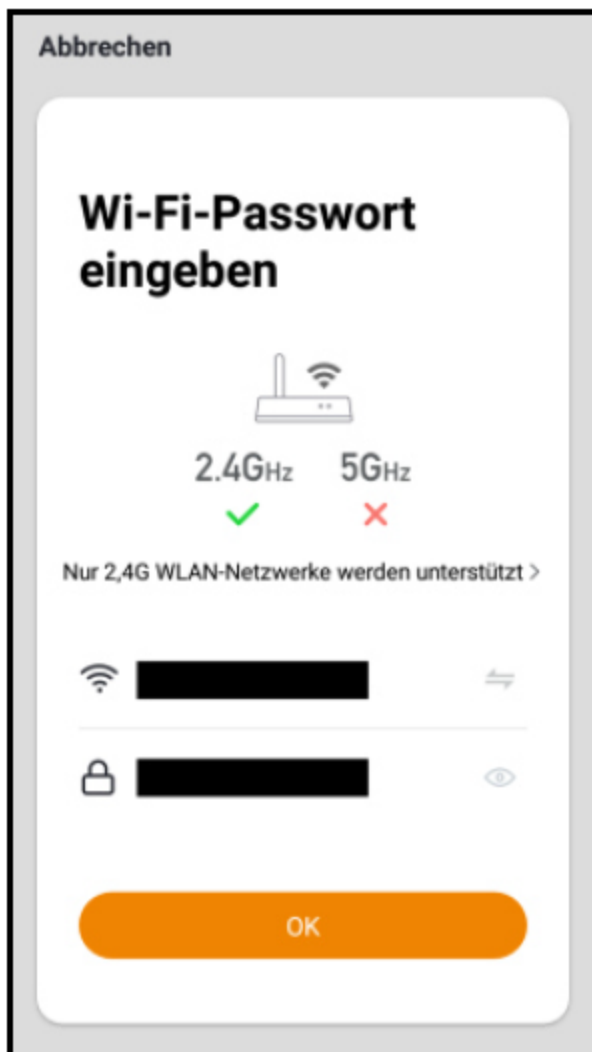 Abbrechen
Wi-Fi-Passwort
eingeben
2.4GHz 5GHz
Nur 2,4G WLAN-Netzwerke werden unterstützt >
OK